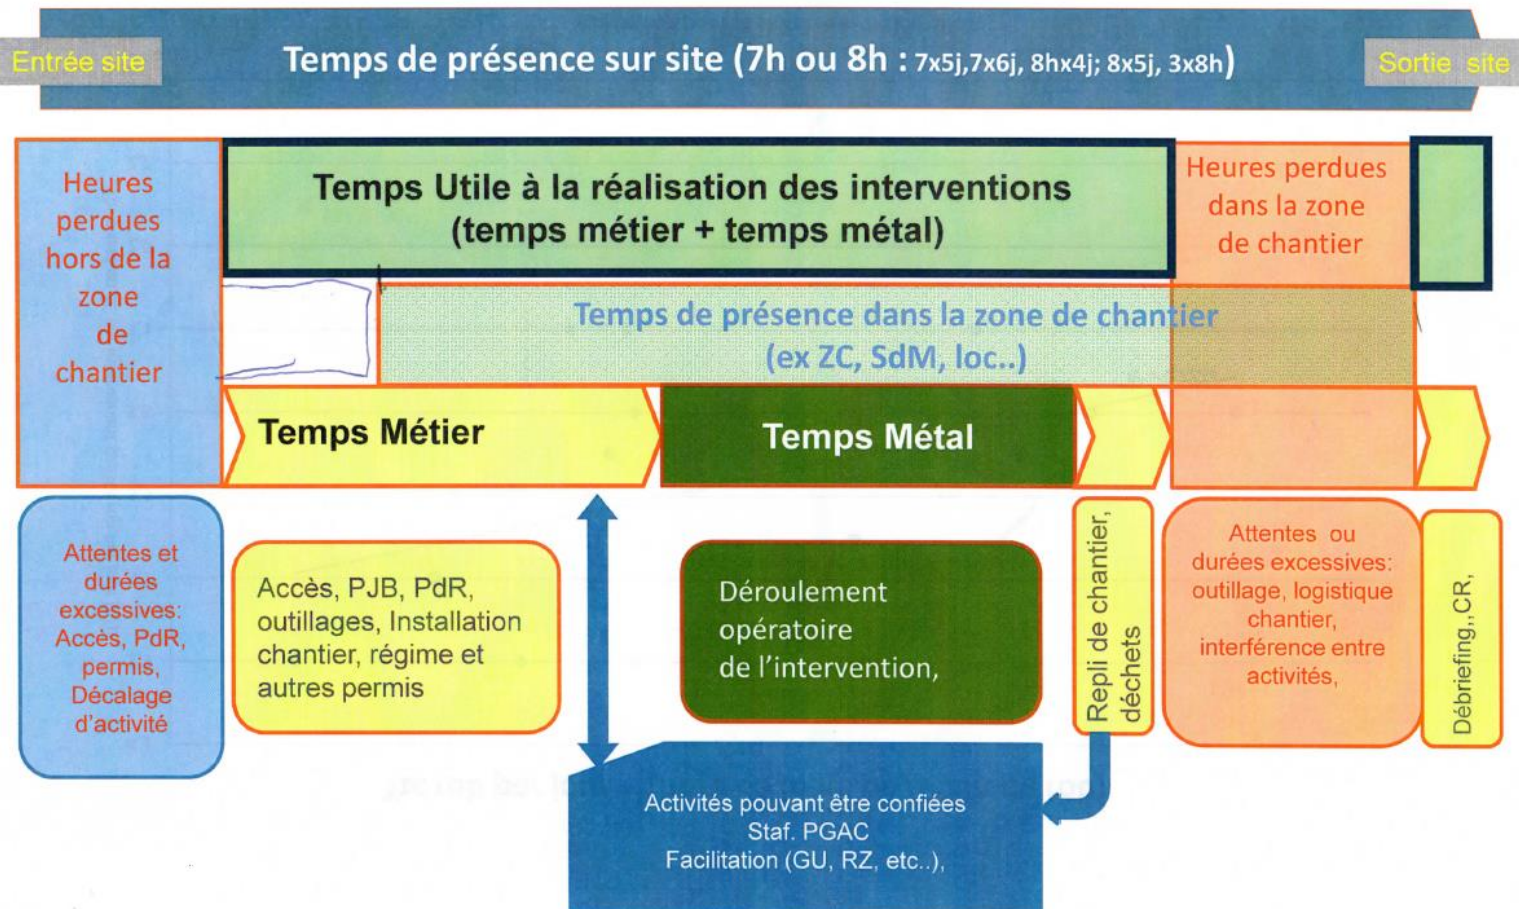 Entrée site
Temps de présence sur site (7h ou 8h : 7x5j,7x6j, 8hx4j; 8x5j, 3x8h)
Sortie site
Heures
perdues
hors de la
zone
de
chantier
Temps Utile à la réalisation des interventions
(temps métier + temps métal)
Heures perdues
dans la zone
de chantier
Temps de présence dans la zone de chantier
(ex ZC, SdM, loc..)
Temps Métier
Temps Métal
Attentes et
durées
excessives:
Accès, PdR,
permis,
Décalage
d'activité
Accès, PJB, PdR,
outillages, Installation
chantier, régime et
autres permis
Déroulement
opératoire
de l'intervention,
Repli de chantier,
déchets
Attentes ou
durées excessives:
outillage, logistique
chantier,
interférence entre
activités,
Débriefing,,CR,
Activités pouvant être confiées
Staf. PGAC
Facilitation (GU, RZ, etc..),